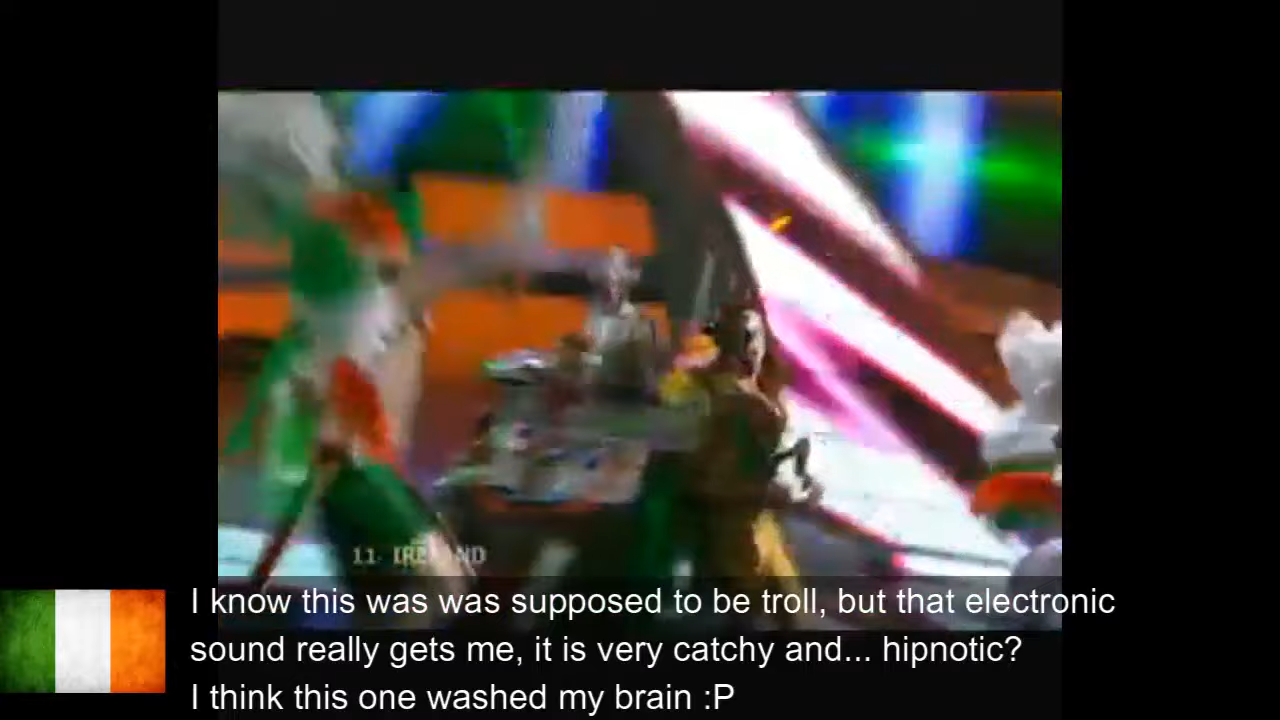 11. IRELAND
I know this was was supposed to be troll, but that electronic
sound really gets me, it is very catchy and... hipnotic?
I think this one washed my brain :P